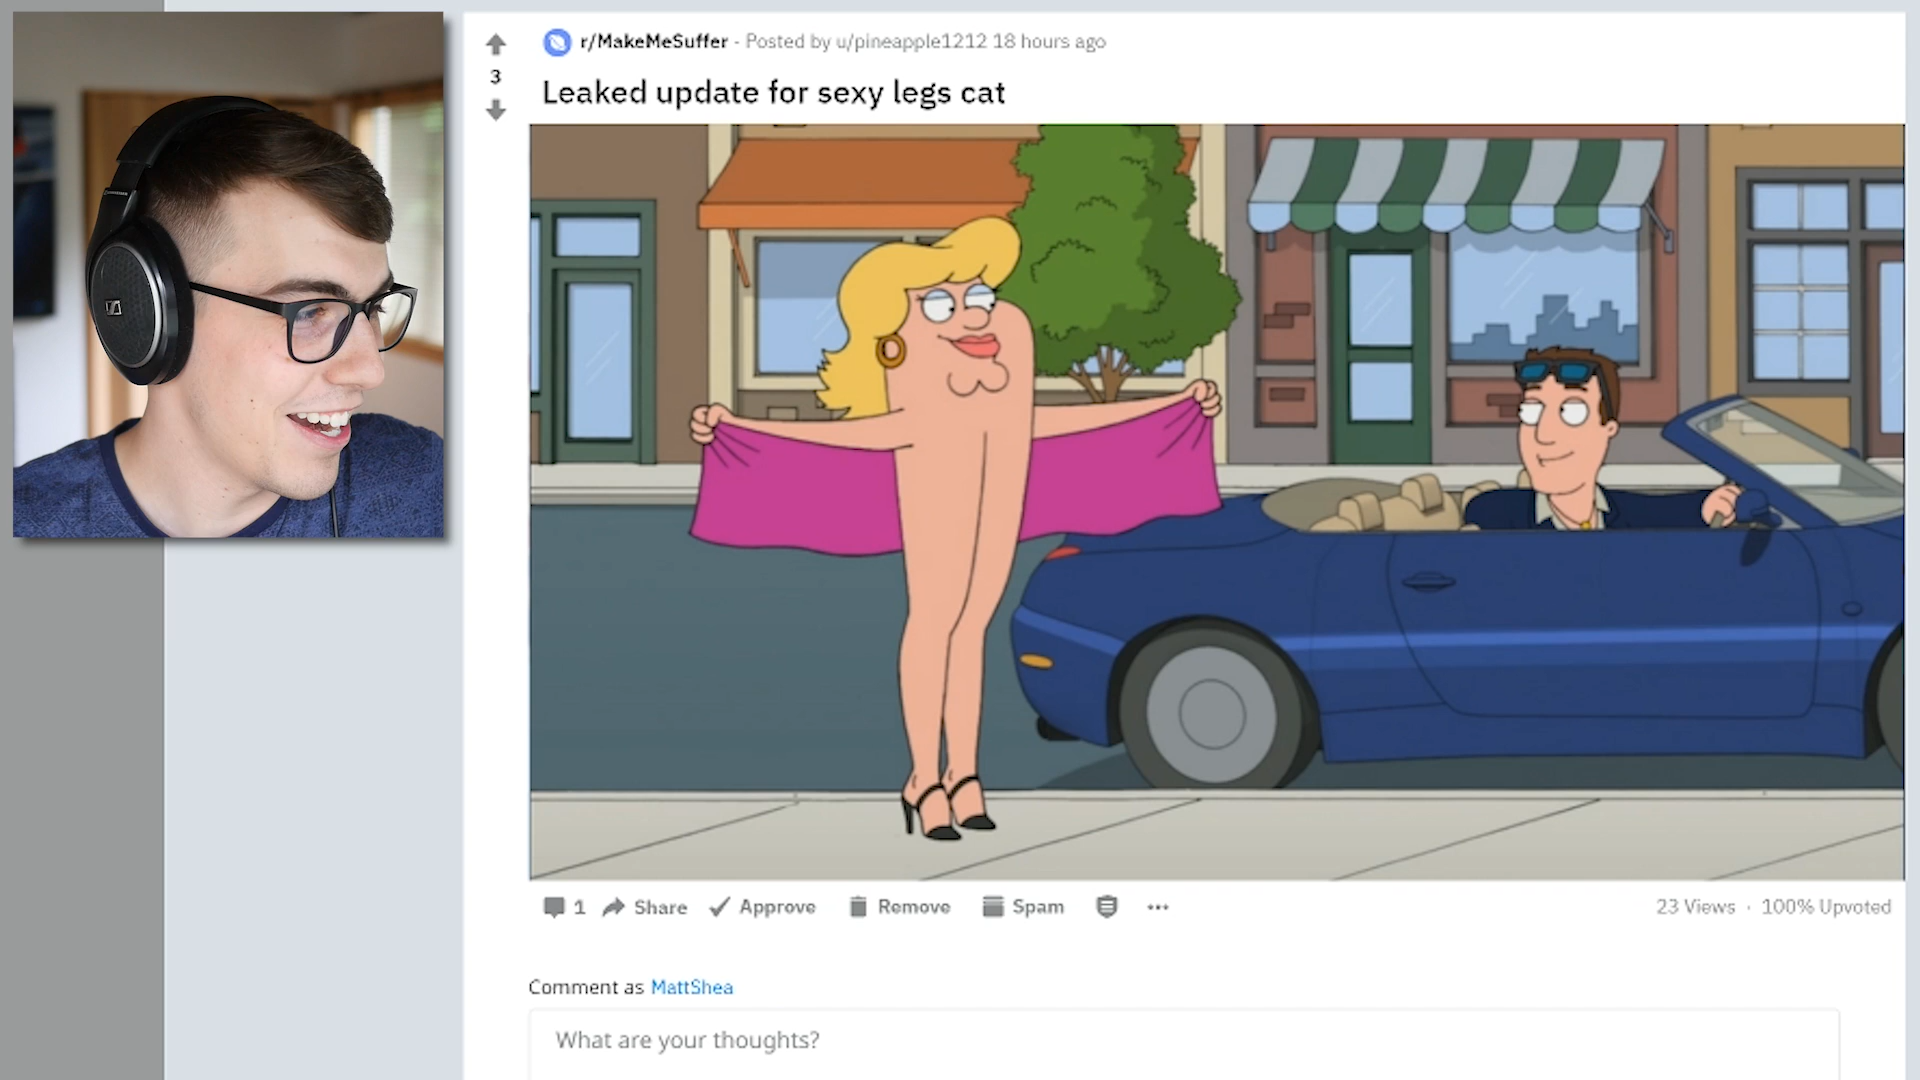 r/MakeMeSuffer - Posted by u/pineapple1212 18 hours ago
3
Leaked update for sexy legs cat
1 Share Approve Remove Spam
23 Views · 100% Upvoted
Comment as MattShea
What are your thoughts?